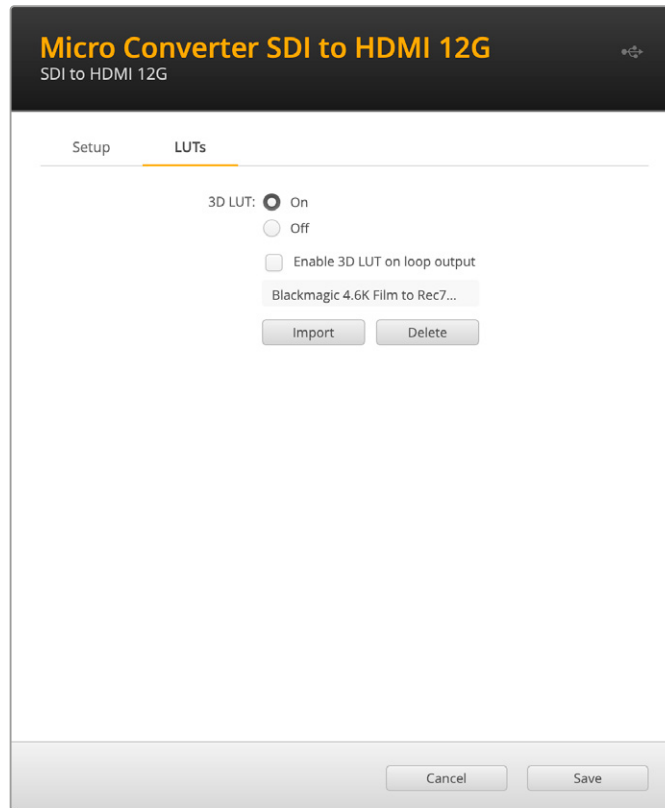 Micro Converter SDI to HDMI 12G
SDI to HDMI 12G
Setup LUTs
3D LUT: On
Off
Enable 3D LUT on loop output
Blackmagic 4.6K Film to Rec7...
Import Delete
Cancel Save